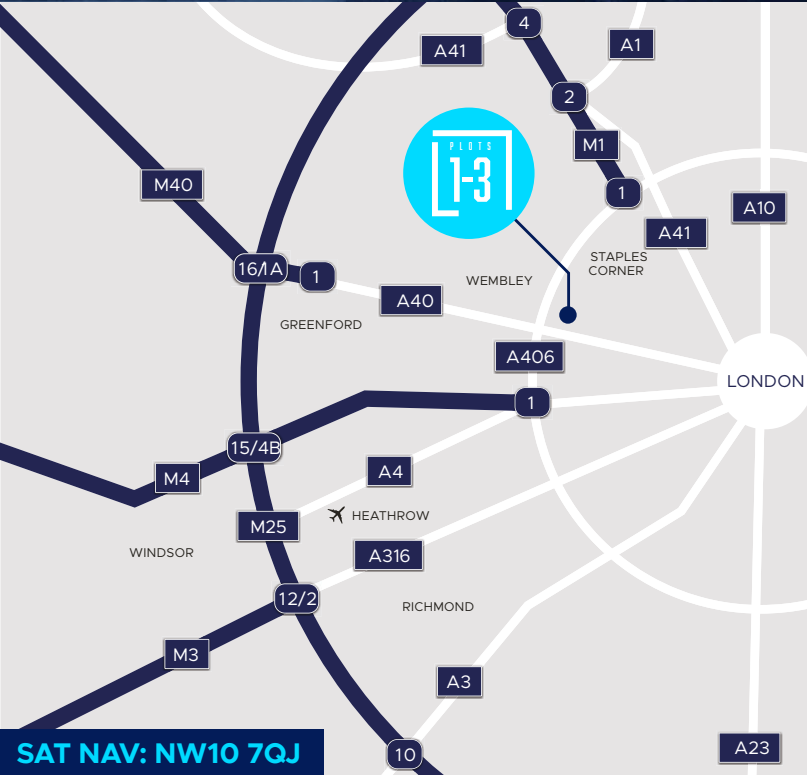 4
A41
A1
2
M1
PLOTS
1-3
M40
1
A10
A41
STAPLES
CORNER
16/1A
1
WEMBLEY
A40
GREENFORD
A406
LONDON
1
15/4B
A4
M4
HEATHROW
M25
WINDSOR
A316
12/2
RICHMOND
M3
A3
10
A23
SAT NAV: NW10 7QJ